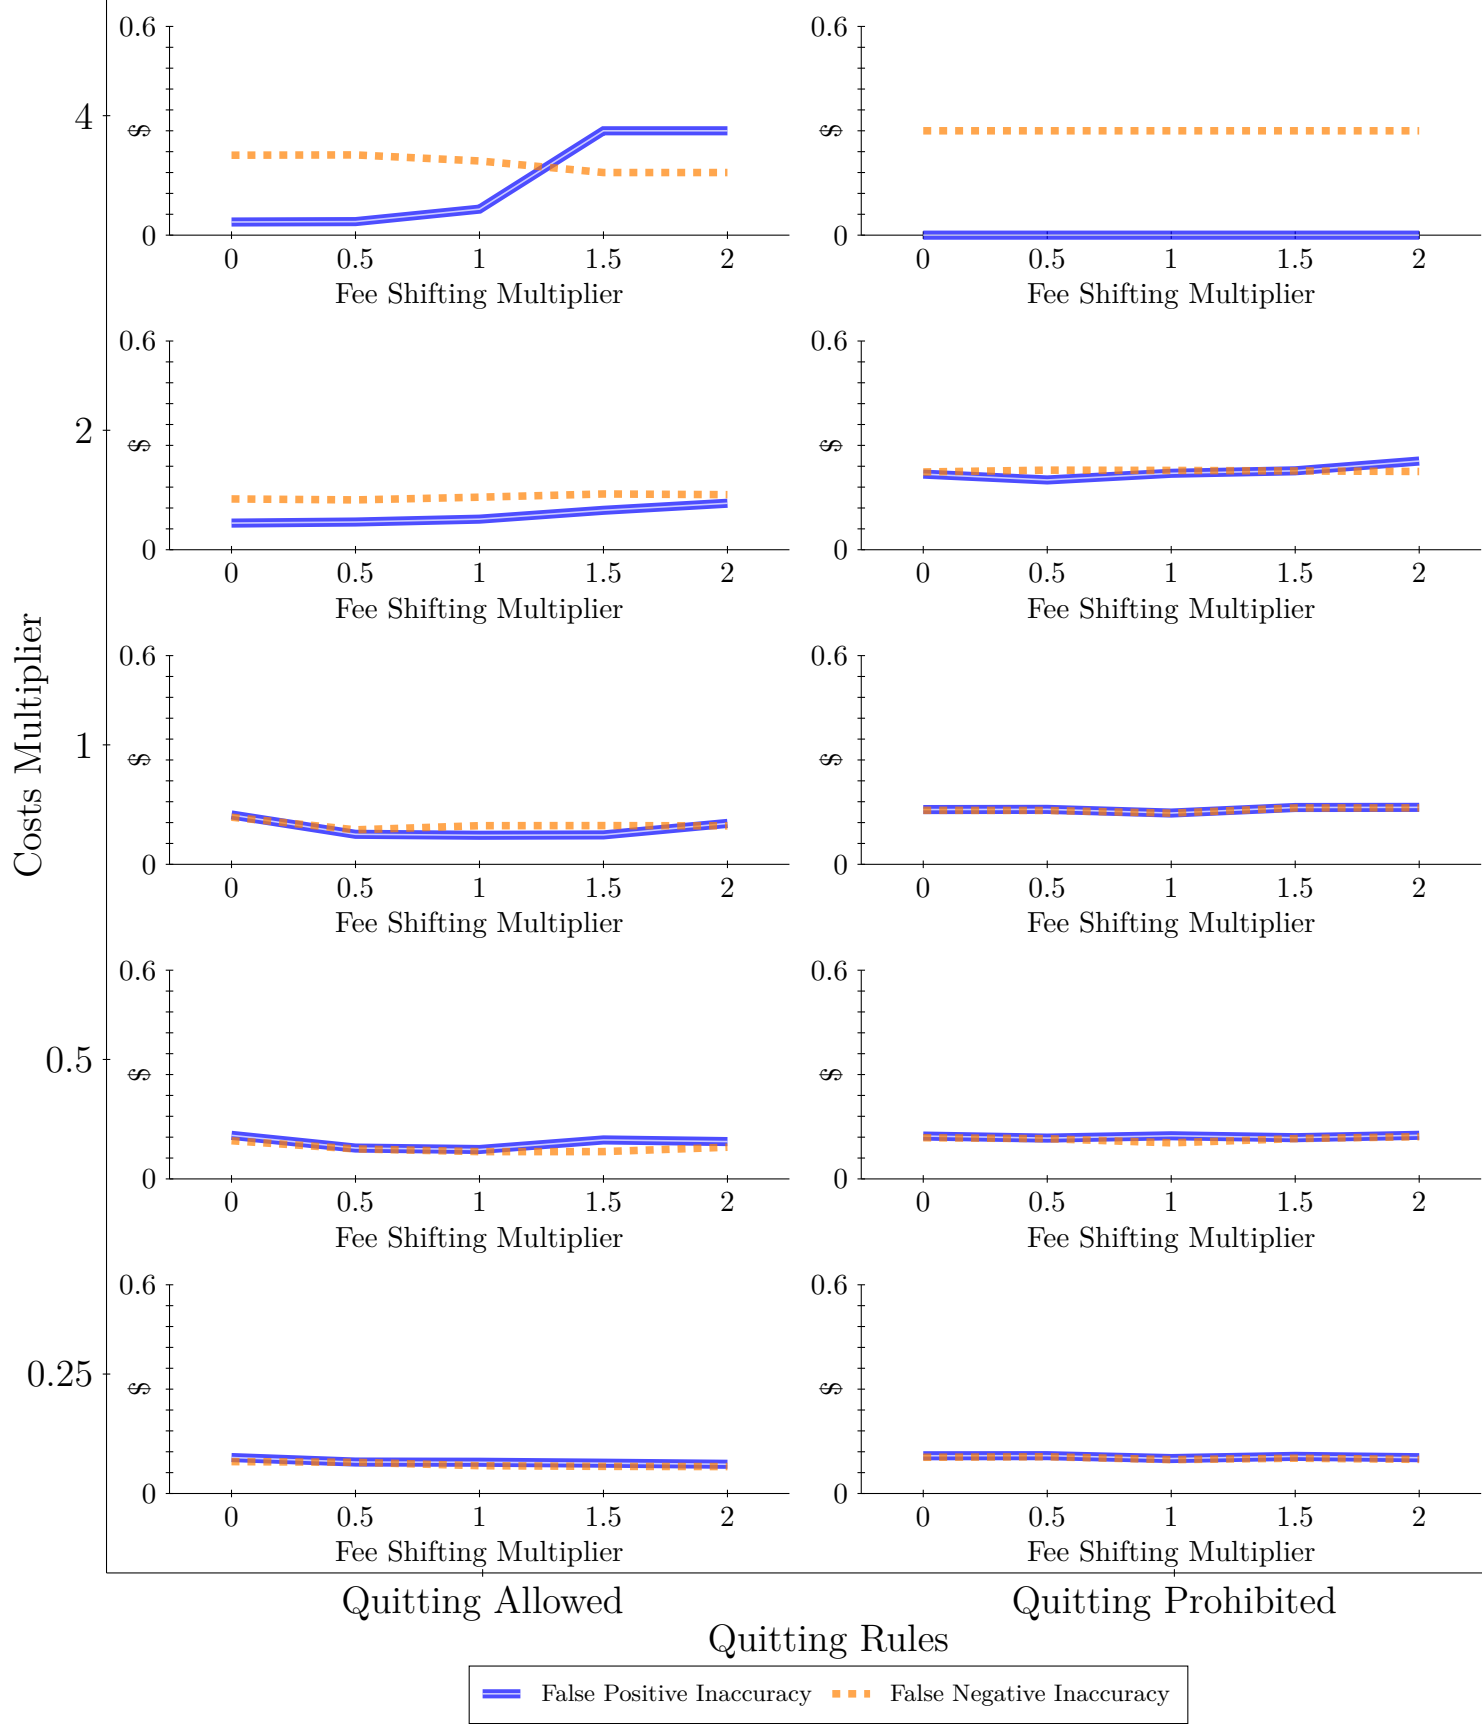 0.6
$
0
0 0.5 1 1.5 2
Fee Shifting Multiplier
0.6
$
0
0 0.5 1 1.5 2
Fee Shifting Multiplier
4
0.6
$
0
0 0.5 1 1.5 2
Fee Shifting Multiplier
0.6
$
0
0 0.5 1 1.5 2
Fee Shifting Multiplier
2
0.6
$
0
0 0.5 1 1.5 2
Fee Shifting Multiplier
0.6
$
0
0 0.5 1 1.5 2
Fee Shifting Multiplier
1
Costs Multiplier
0.6
$
0
0 0.5 1 1.5 2
Fee Shifting Multiplier
0.6
$
0
0 0.5 1 1.5 2
Fee Shifting Multiplier
0.5
0.6
$
0
0 0.5 1 1.5 2
Fee Shifting Multiplier
0.6
$
0
0 0.5 1 1.5 2
Fee Shifting Multiplier
0.25
Quitting Allowed
Quitting Prohibited
Quitting Rules
False Positive Inaccuracy
False Negative Inaccuracy